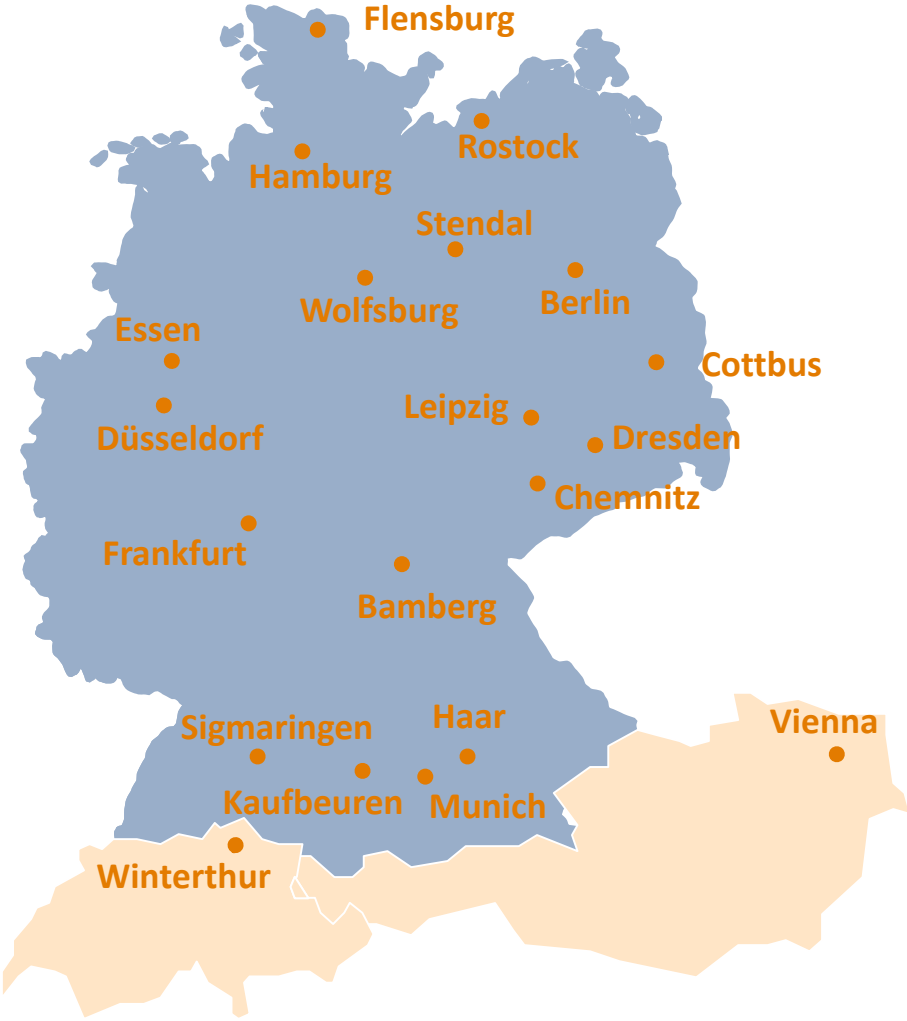 Flensburg
Rostock
Hamburg
Stendal
Berlin
Wolfsburg
Essen
Cottbus
Leipzig
Düsseldorf
Dresden
Chemnitz
Frankfurt
Bamberg
Haar
Vienna
Sigmaringen
Kaufbeuren
Munich
Winterthur